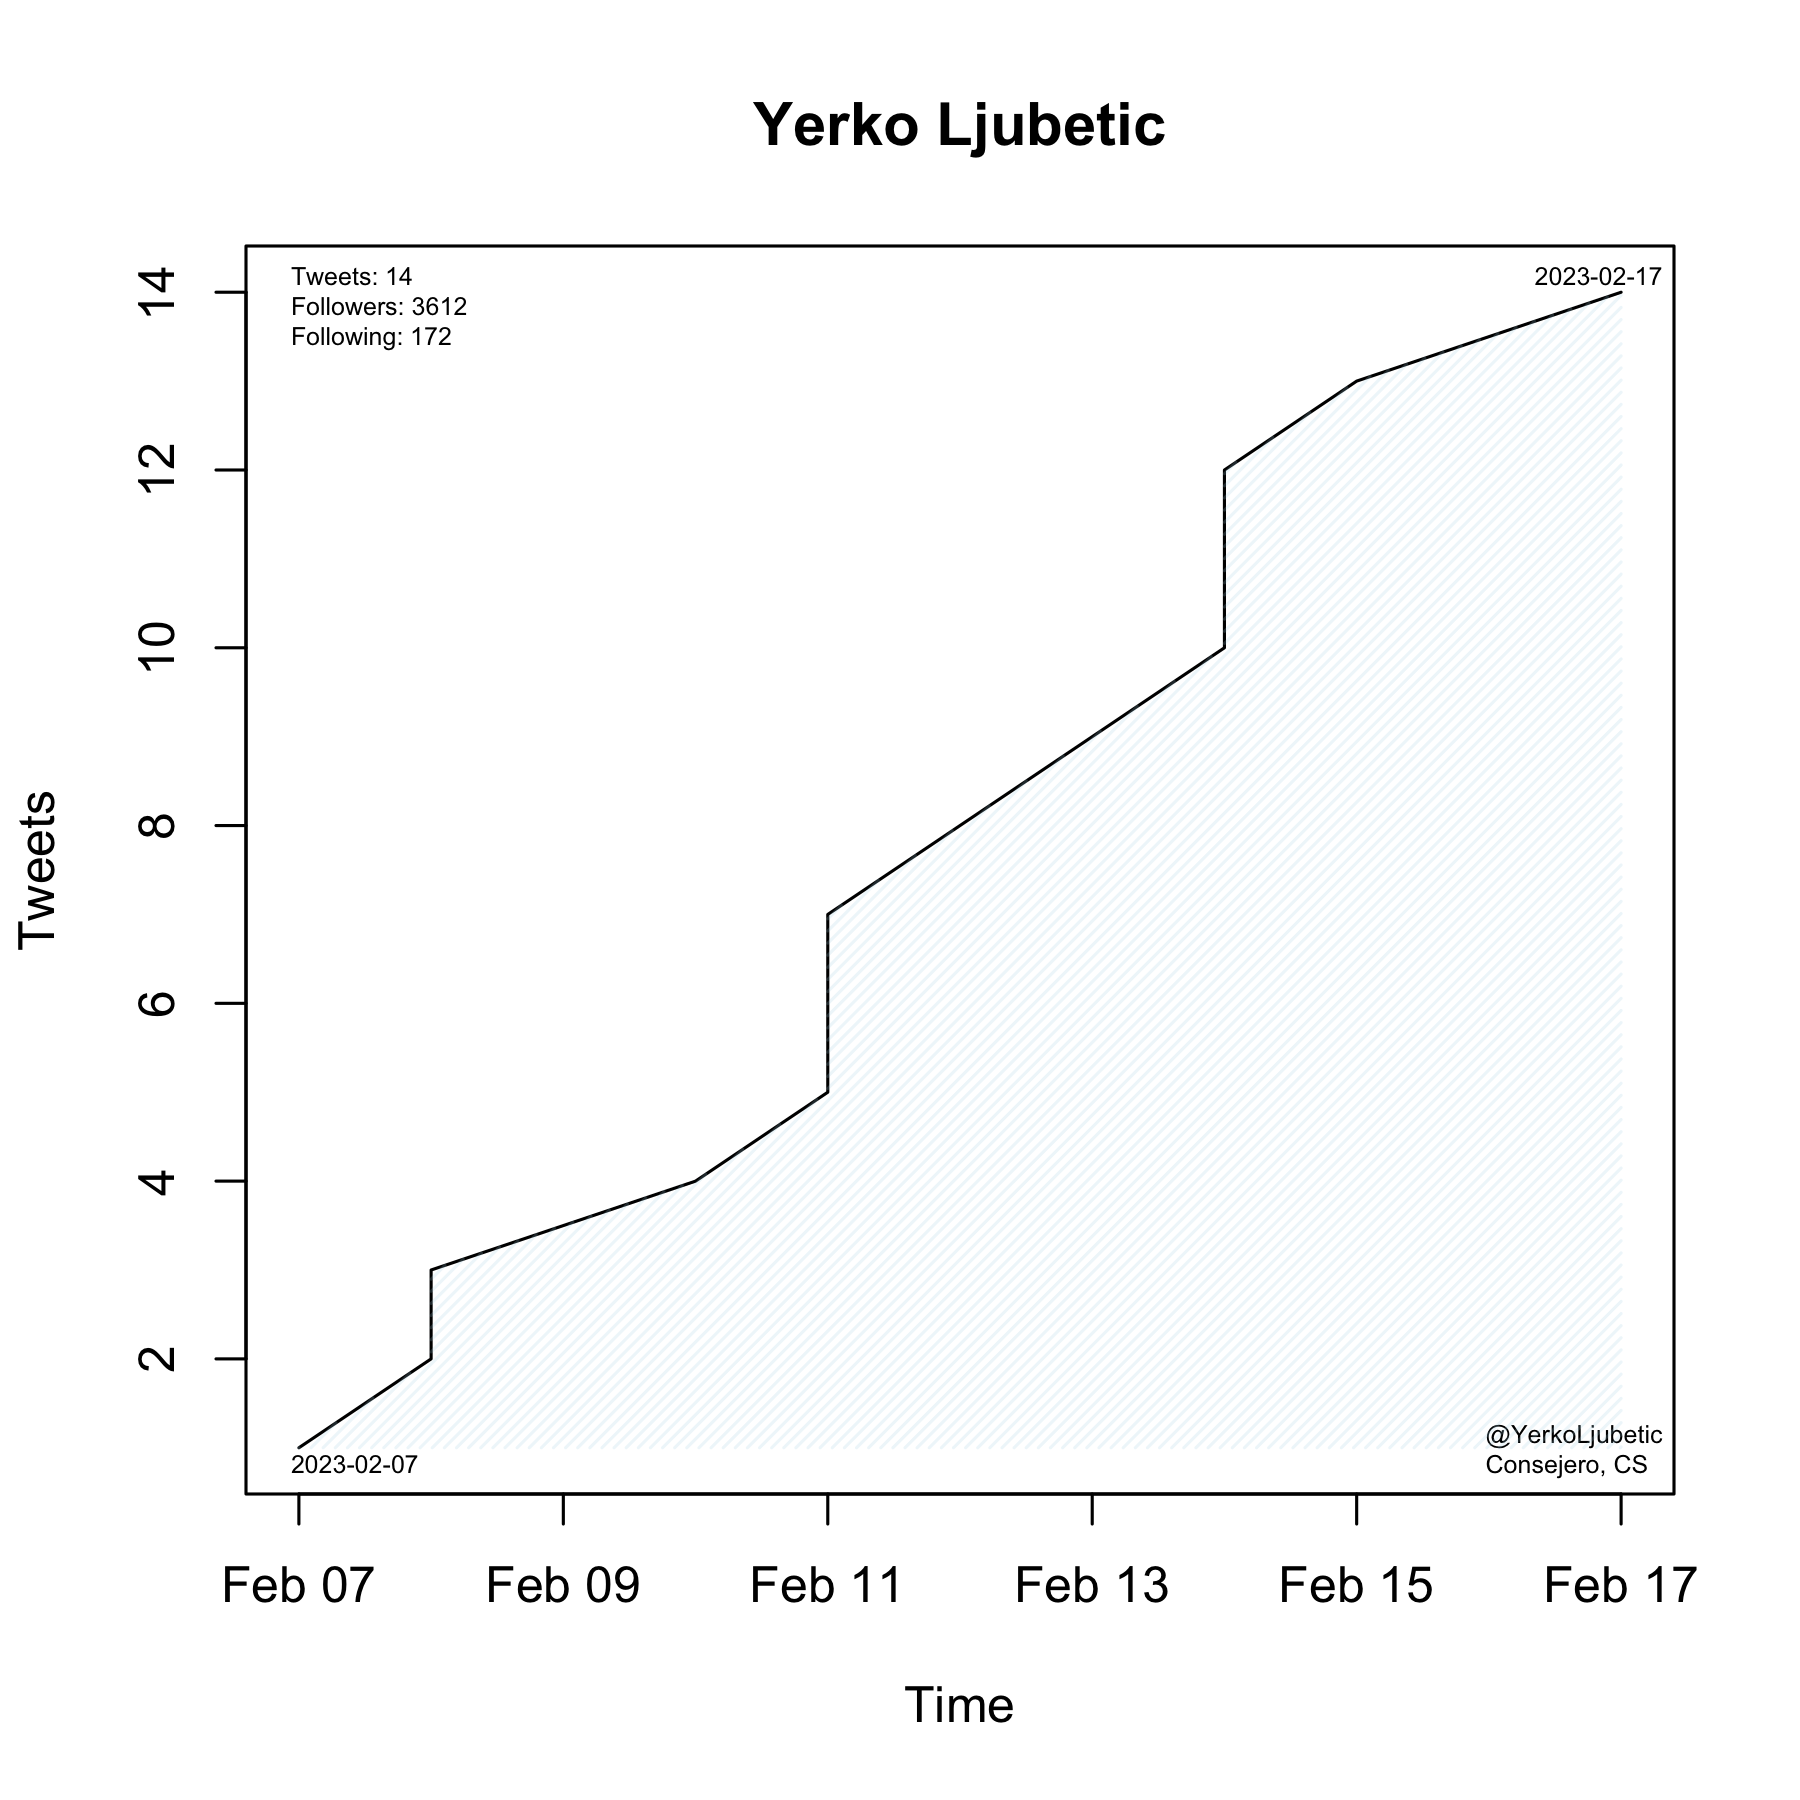 Yerko Ljubetic
Tweets: 14
Followers: 3612
Following: 172
2023-02-17
14
12
10
8
6
4
2
Tweets
@YerkoLjubetic
Consejero, CS
2023-02-07
Feb 07
Feb 09
Feb 11
Feb 13
Feb 15
Feb 17
Time